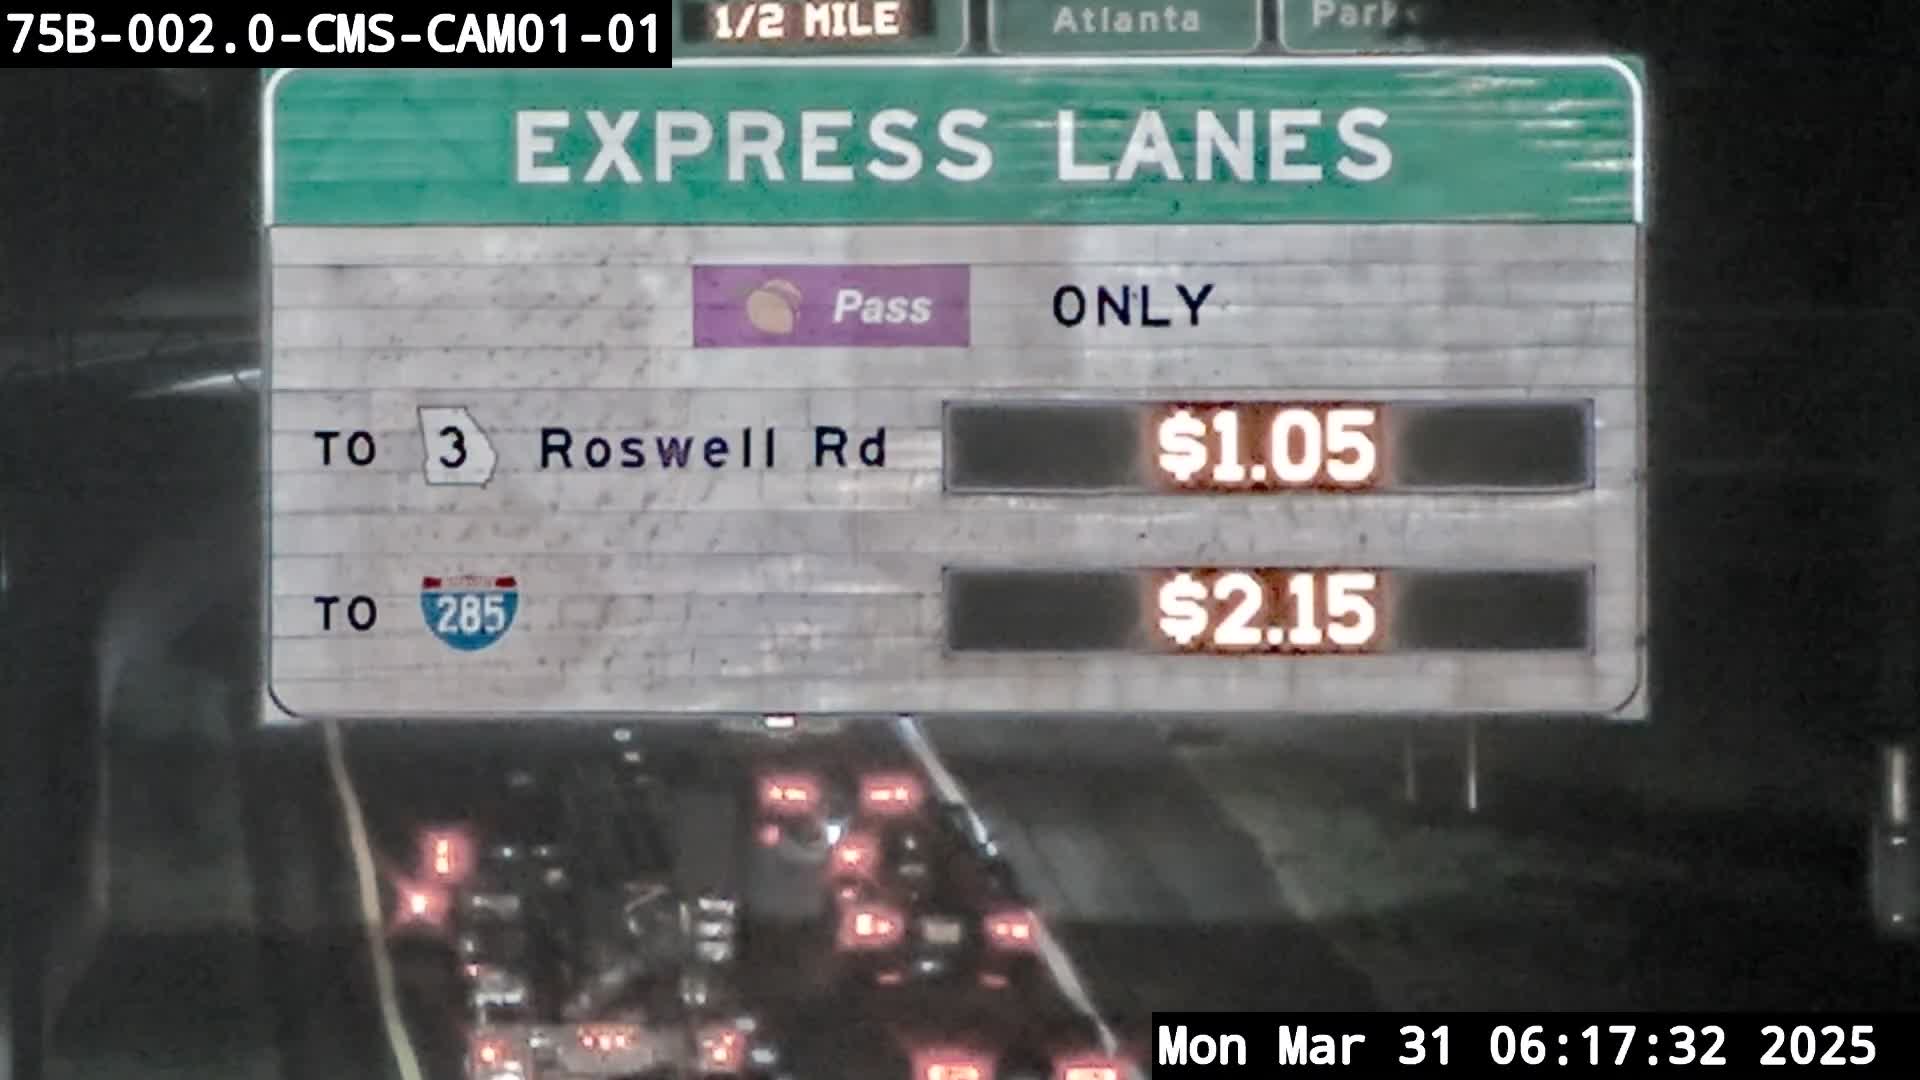 75B-002.0-CMS-CAM01-01
1/2 MILE
Atlanta
EXPRESS LANES
Pass ONLY
TO 3 Roswell Rd $1.05
TO 285 $2.15
Mon Mar 31 06:17:32 2025